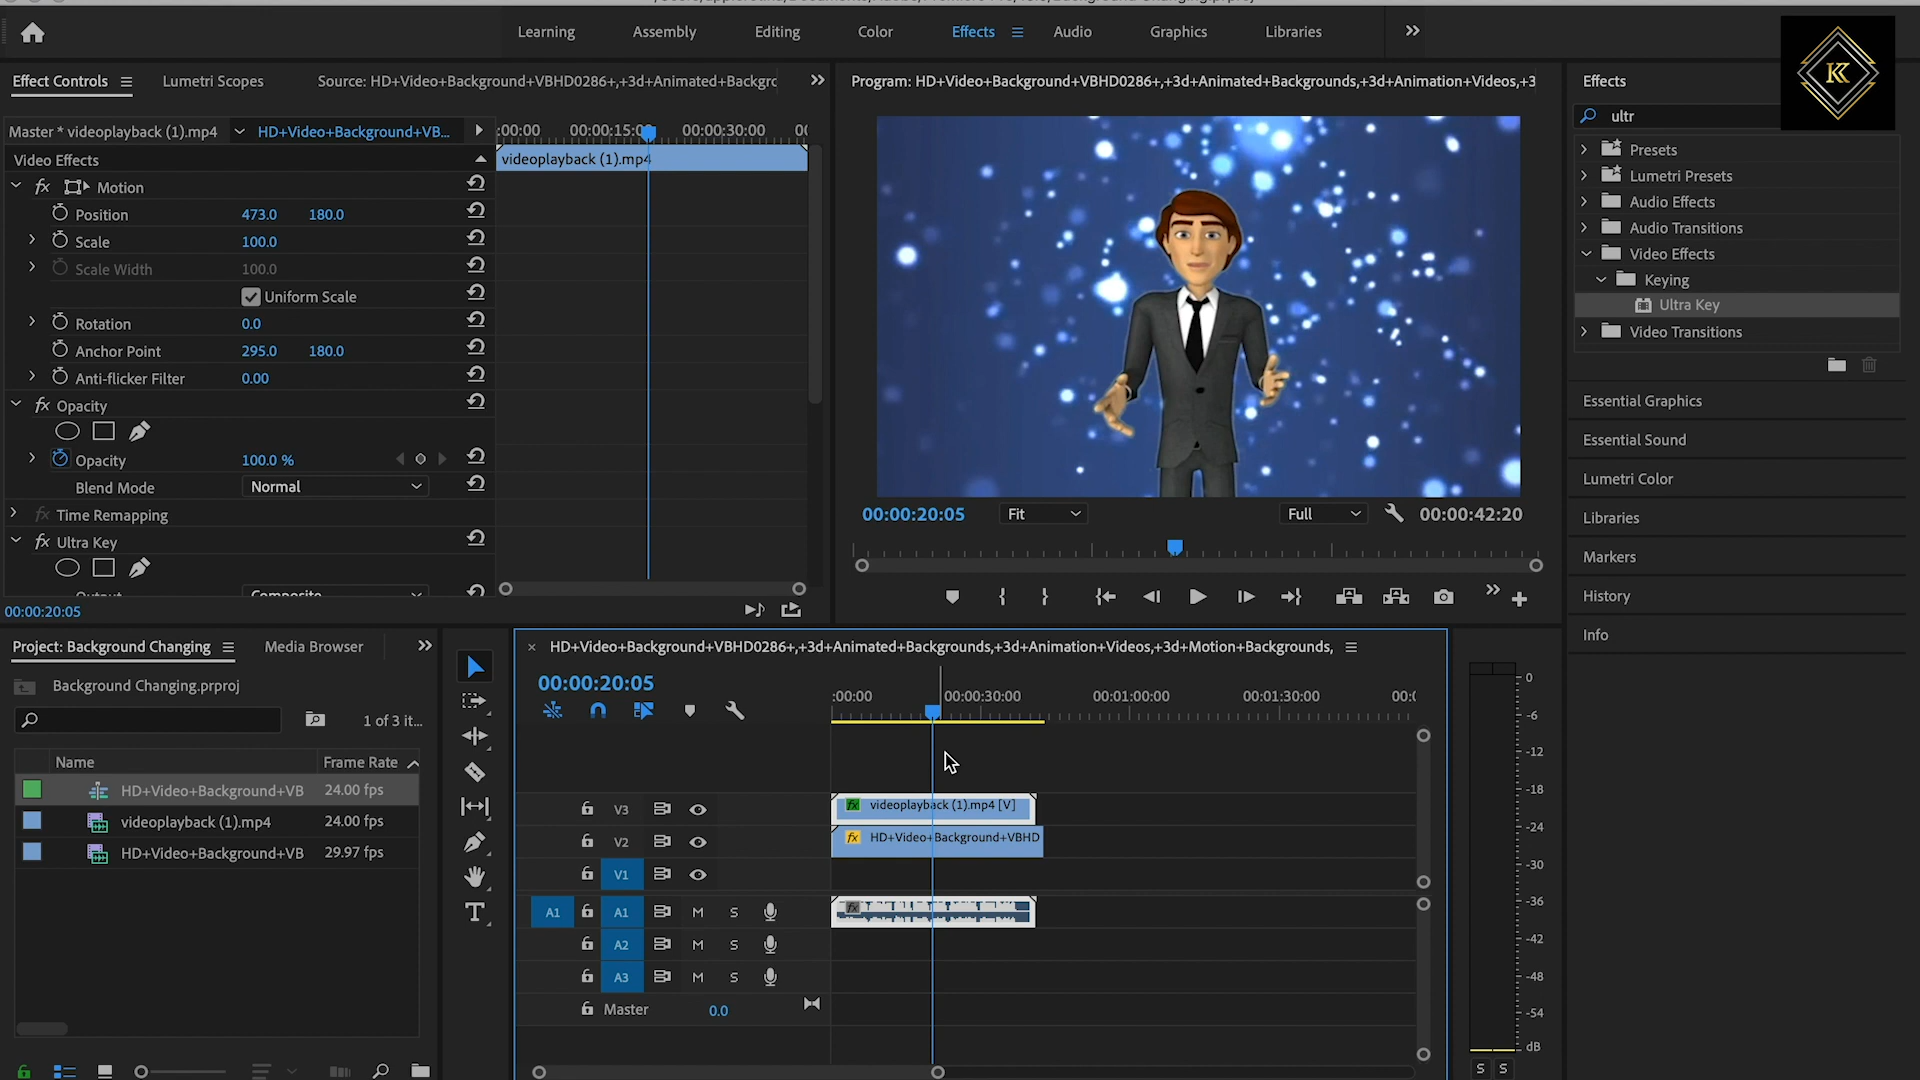 Learning Assembly Editing Color Effects Audio Graphics Libraries
K
Effect Controls Lumetri Scopes Source: HD+Video+Background+VBHD0286+,+3d+Animated+Backgrc
Program: HD+Video+Background+VBHD0286+,+3d+Animated+Backgrounds,+3d+Animation+Videos,+3
Effects
ultr
Master * videoplayback (1).mp4 HD+Video+Background+VB...
:00:00 00:00:15:0 00:00:30:00 0(
Video Effects
videoplayback (1).mp4
fx Motion
Position 473.0 180.0
Scale 100.0
Scale Width 100.0
Uniform Scale
Rotation 0.0
Anchor Point 295.0 180.0
Anti-flicker Filter 0.00
fx Opacity
Opacity 100.0 %
Blend Mode Normal
fx Time Remapping
fx Ultra Key
Output Composite
00:00:20:05
00:00:20:05 Fit Full 00:00:42:20
Presets
Lumetri Presets
Audio Effects
Audio Transitions
Video Effects
Keying
Ultra Key
Video Transitions
Essential Graphics
Essential Sound
Lumetri Color
Libraries
Markers
History
Info
Project: Background Changing Media Browser
Background Changing.prproj
1 of 3 it...
Name Frame Rate
HD+Video+Background+VB 24.00 fps
videoplayback (1).mp4 24.00 fps
HD+Video+Background+VB 29.97 fps
T
× HD+Video+Background+VBHD0286+,+3d+Animated+Backgrounds,+3d+Animation+Videos,+3d+Motion+Backgrounds,
00:00:20:05
:00:00 00:00:30:00 00:01:00:00 00:01:30:00 00:(
V3 fx videoplayback (1).mp4 [V]
V2 fx HD+Video+Background+VBHD
V1
A1 A1 M S fx
A2 M S
A3 M S
Master 0.0
0
-6
-12
-18
-24
-30
-36
-42
-48
-54
dB
S S